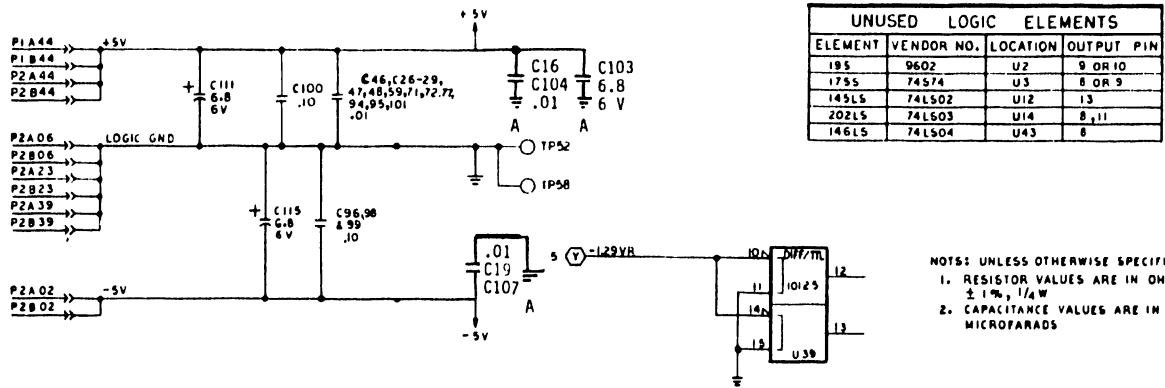 P1A44
P1B44
P2A44
P2B44
+5V
+5V
C111
6.8
6V
C100
.10
C46,C26-29,
47,48,59,71,72,77,
94,95,101
.01
C16
C104
.01
A
C103
6.8
6 V
A
P2A06
P2B06
P2A23
P2B23
P2A39
P2B39
LOGIC GND
TP52
TP58
C115
6.8
6V
C96,98
& 99
.10
P2A02
P2B02
-5V
.01
C19
C107
A
-5V
5 Y -1.29VR
10
11
14
15
DIFF/TTL
10125
U39
12
13
UNUSED LOGIC ELEMENTS
ELEMENT VENDOR NO. LOCATION OUTPUT PIN
19S 9602 U2 9 OR 10
175S 74S74 U3 8 OR 9
145LS 74LS02 U12 13
202LS 74LS03 U14 8,11
146LS 74LS04 U43 8
NOTS: UNLESS OTHERWISE SPECIFI
1. RESISTOR VALUES ARE IN OH
± 1%, 1/4W
2. CAPACITANCE VALUES ARE IN
MICROFARADS